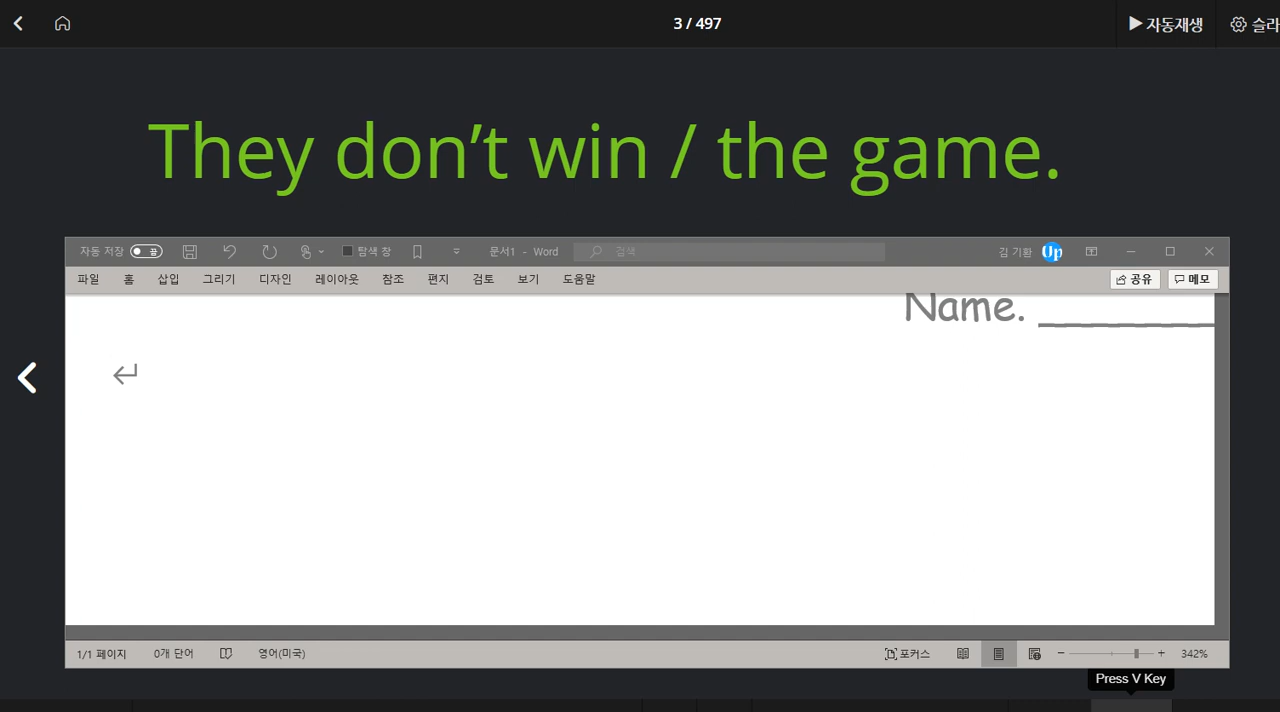 3 / 497
▶ 자동재생
슬라
They don’t win / the game.
자동 저장 끔
탐색 창
문서1 - Word
검색
김 기환
Up
파일 홈 삽입 그리기 디자인 레이아웃 참조 편지 검토 보기 도움말
공유 메모
Name. ________
1/1 페이지 0개 단어 영어(미국)
포커스
− + 342%
Press V Key